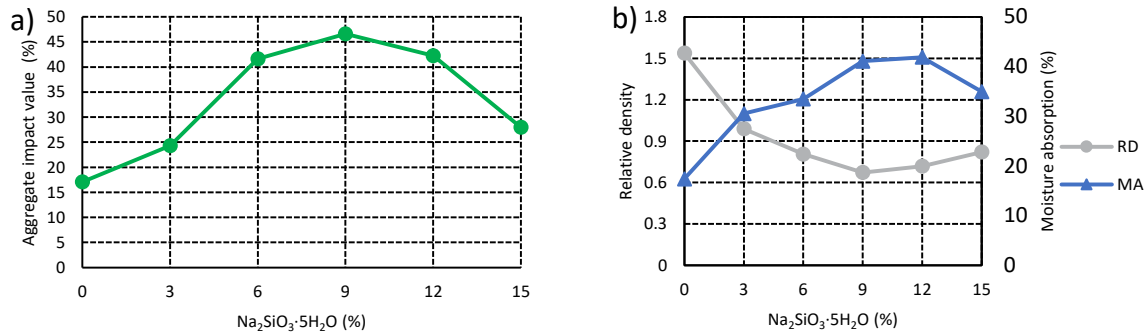 a)
Aggregate impact value (%)
50
45
40
35
30
25
20
15
10
5
0
0 3 6 9 12 15
Na₂SiO₃·5H₂O (%)
b)
Relative density
1.8
1.5
1.2
0.9
0.6
0.3
0
0 3 6 9 12 15
Na₂SiO₃·5H₂O (%)
50
40
30
20
10
0
Moisture absorption (%)
RD
MA